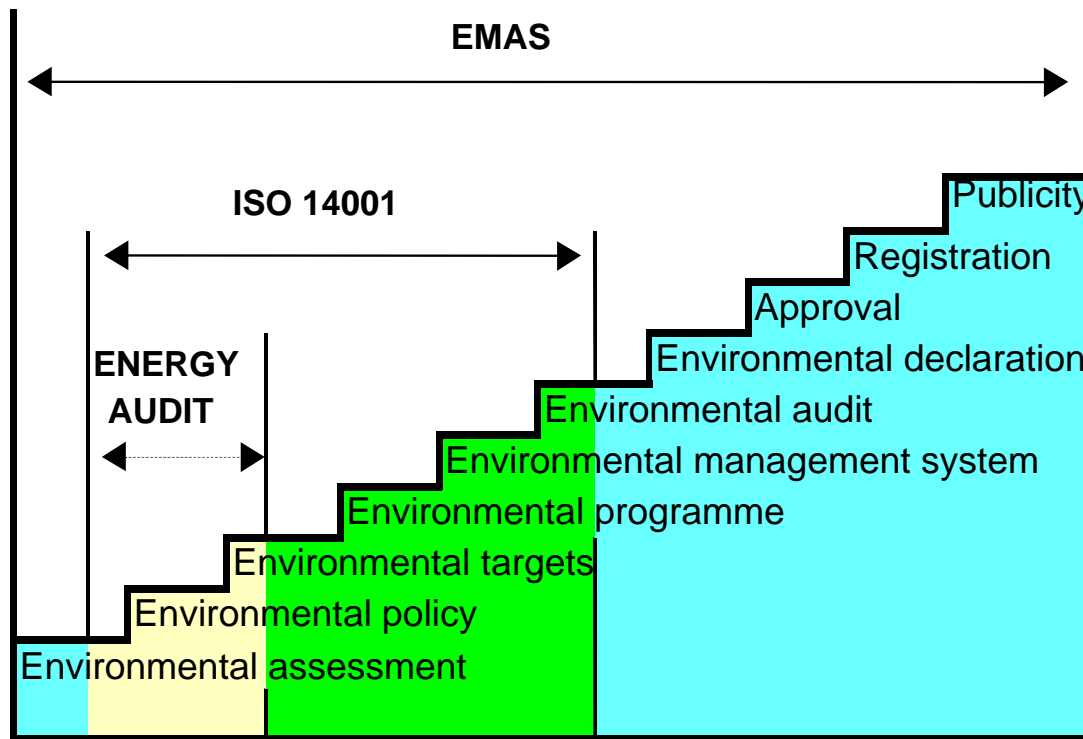 EMAS
ISO 14001
ENERGY
AUDIT
Publicity
Registration
Approval
Environmental declaration
Environmental audit
Environmental management system
Environmental programme
Environmental targets
Environmental policy
Environmental assessment